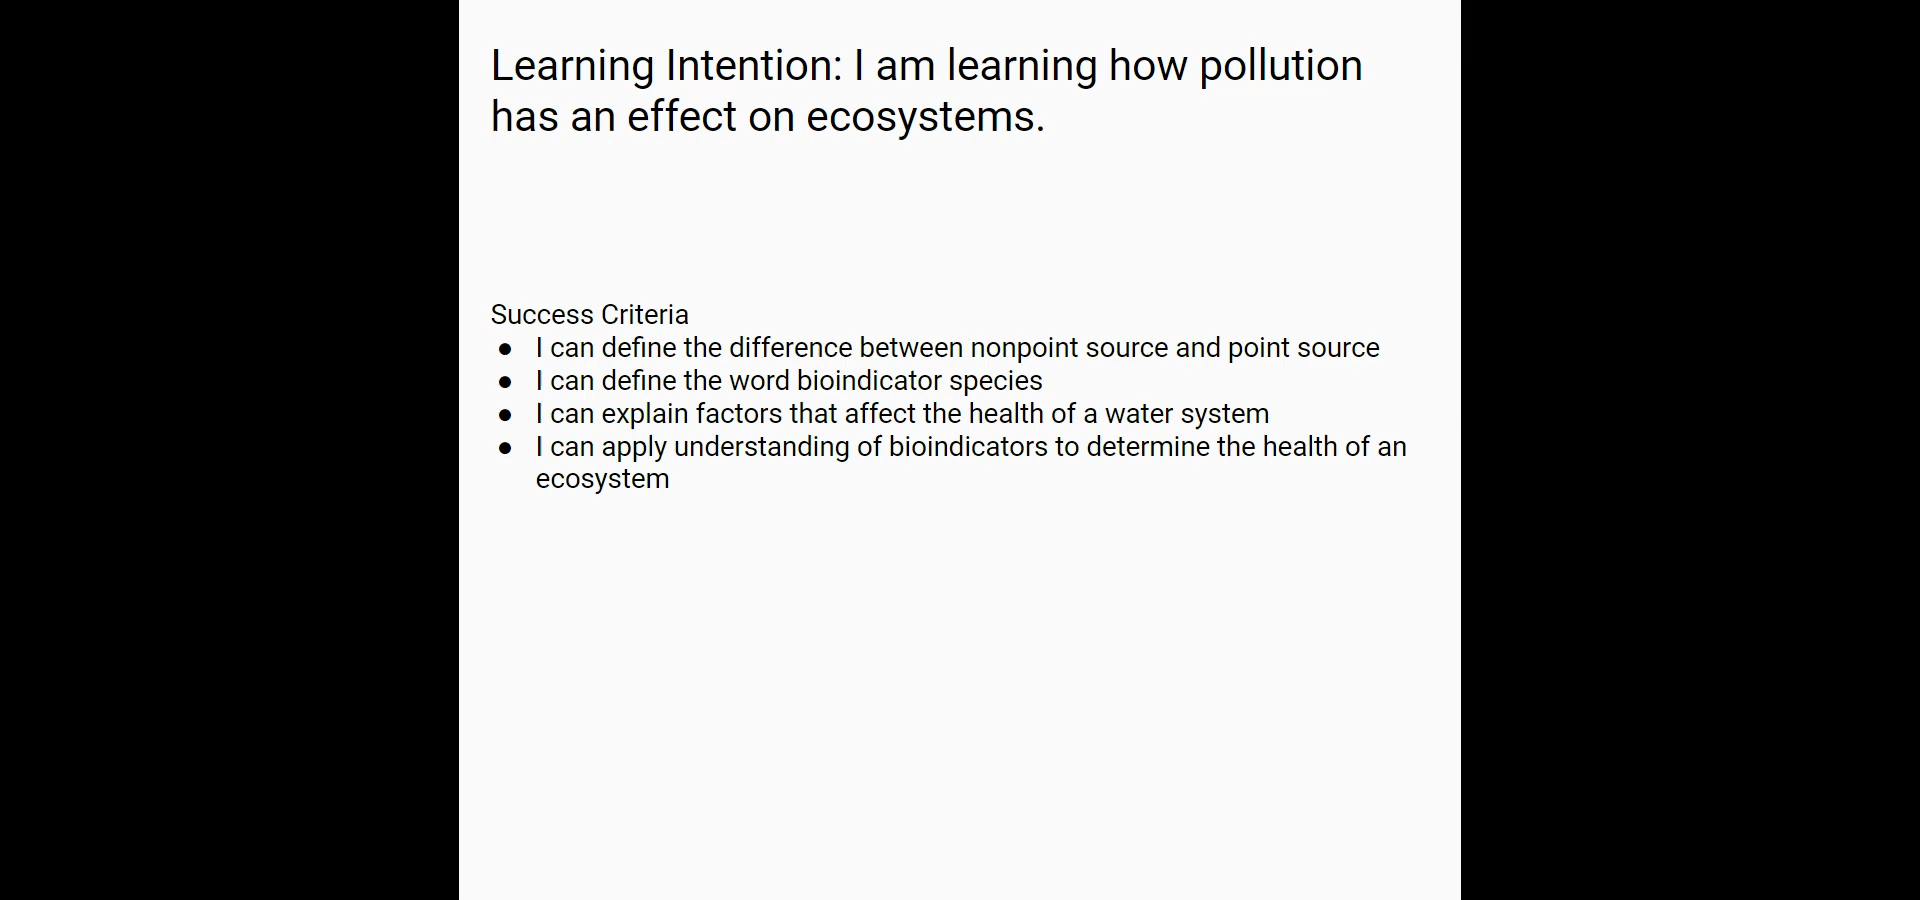 Learning Intention: I am learning how pollution
has an effect on ecosystems.
Success Criteria
● I can define the difference between nonpoint source and point source
● I can define the word bioindicator species
● I can explain factors that affect the health of a water system
● I can apply understanding of bioindicators to determine the health of an
ecosystem